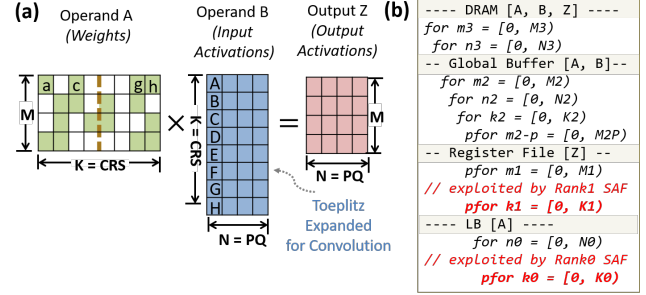 (a)
Operand A
(Weights)
Operand B
(Input
Activations)
Output Z
(Output
Activations)
a c g h
M
K = CRS
×
A
B
C
D
E
F
G
H
K = CRS
N = PQ
=
M
N = PQ
Toeplitz
Expanded
for Convolution
(b)
---- DRAM [A, B, Z] ----
for m3 = [0, M3)
for n3 = [0, N3)
-- Global Buffer [A, B]--
for m2 = [0, M2)
for n2 = [0, N2)
for k2 = [0, K2)
pfor m2-p = [0, M2P)
-- Register File [Z] --
pfor m1 = [0, M1)
// exploited by Rank1 SAF
pfor k1 = [0, K1)
---- LB [A] ----
for n0 = [0, N0)
// exploited by Rank0 SAF
pfor k0 = [0, K0)